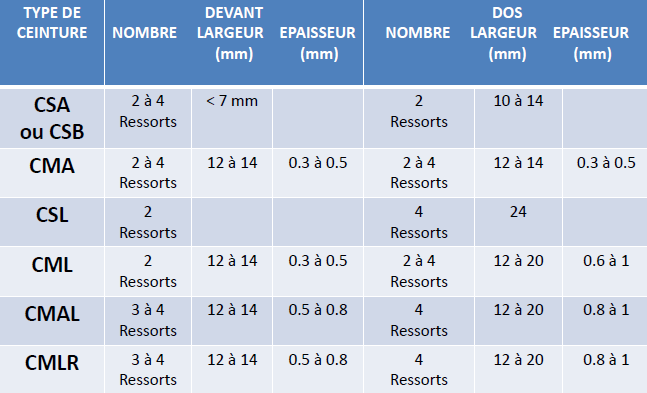 TYPE DE CEINTURE NOMBRE DEVANT LARGEUR (mm) EPAISSEUR (mm) NOMBRE DOS LARGEUR (mm) EPAISSEUR (mm)
CSA ou CSB 2 à 4 Ressorts < 7 mm 2 Ressorts 10 à 14
CMA 2 à 4 Ressorts 12 à 14 0.3 à 0.5 2 à 4 Ressorts 12 à 14 0.3 à 0.5
CSL 2 Ressorts 4 Ressorts 24
CML 2 Ressorts 12 à 14 0.3 à 0.5 2 à 4 Ressorts 12 à 20 0.6 à 1
CMAL 3 à 4 Ressorts 12 à 14 0.5 à 0.8 4 Ressorts 12 à 20 0.8 à 1
CMLR 3 à 4 Ressorts 12 à 14 0.5 à 0.8 4 Ressorts 12 à 20 0.8 à 1